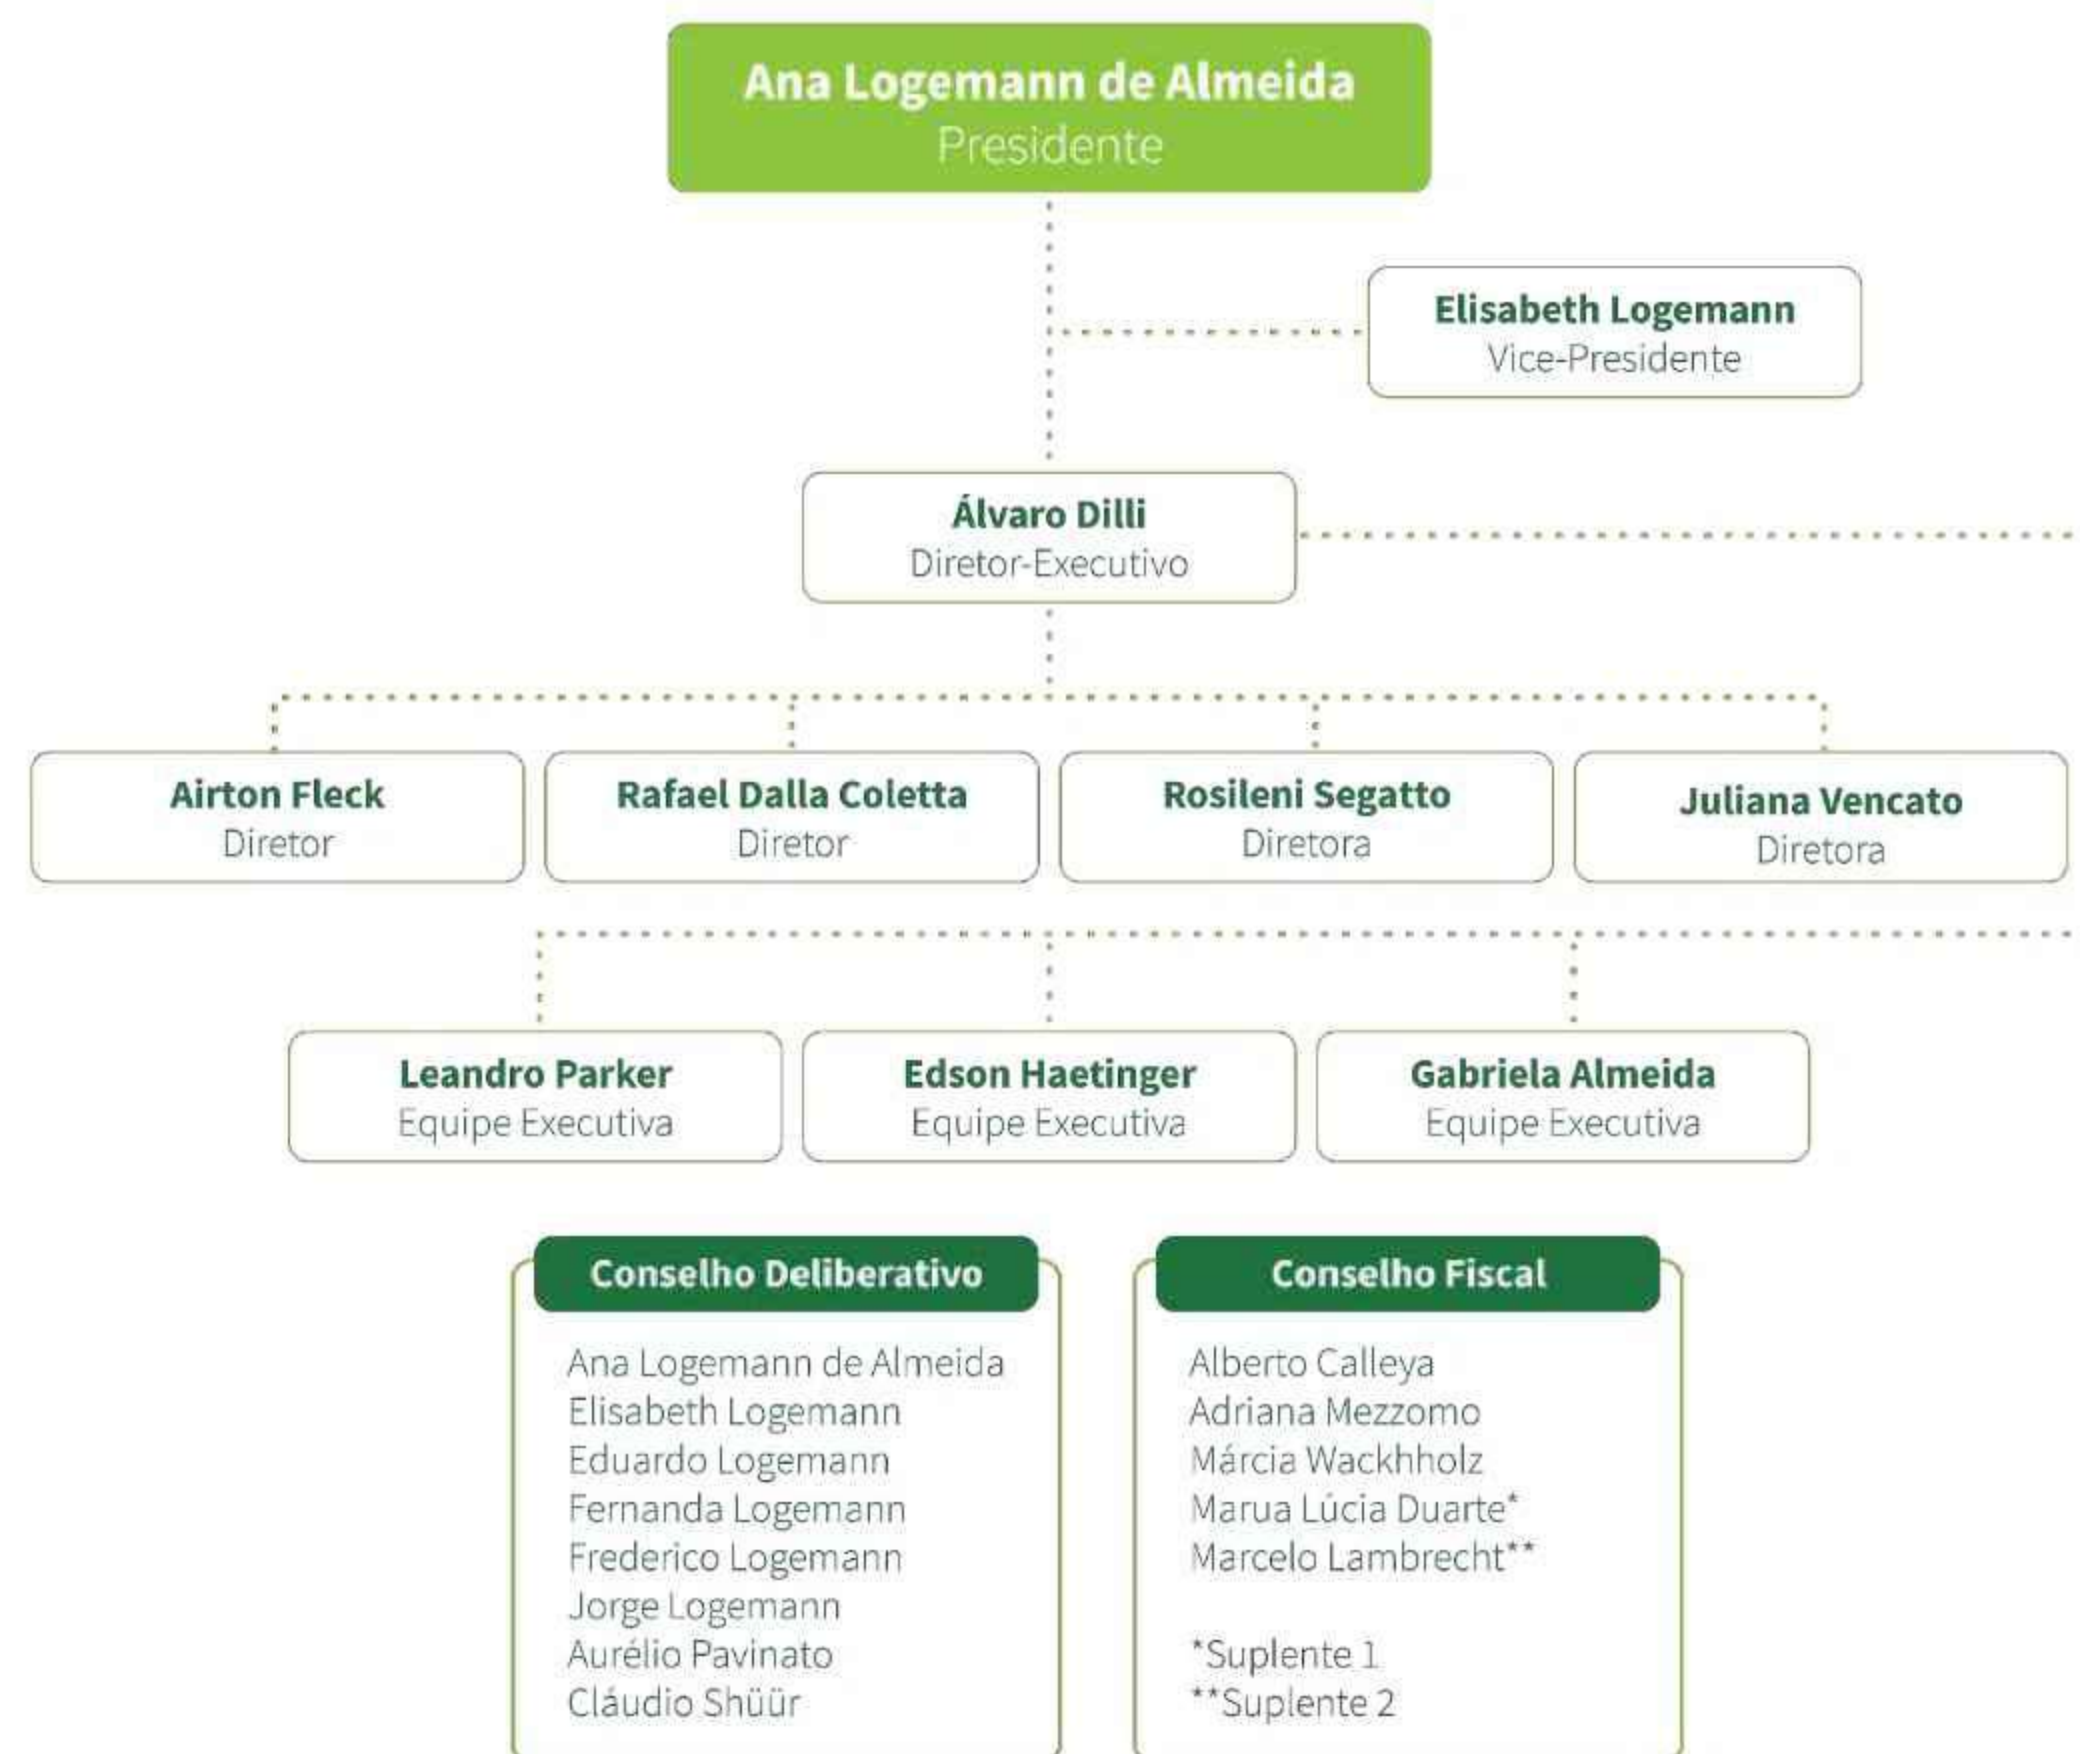 Ana Logemann de Almeida
Presidente
Elisabeth Logemann
Vice-Presidente
Álvaro Dilli
Diretor-Executivo
Airton Fleck
Diretor
Rafael Dalla Coletta
Diretor
Rosileni Segatto
Diretora
Juliana Vencato
Diretora
Leandro Parker
Equipe Executiva
Edson Haetinger
Equipe Executiva
Gabriela Almeida
Equipe Executiva
Conselho Deliberativo
Ana Logemann de Almeida
Elisabeth Logemann
Eduardo Logemann
Fernanda Logemann
Frederico Logemann
Jorge Logemann
Aurélio Pavinato
Cláudio Shüür
Conselho Fiscal
Alberto Calleya
Adriana Mezzomo
Márcia Wackhholz
Marua Lúcia Duarte*
Marcelo Lambrecht**
*Suplente 1
**Suplente 2